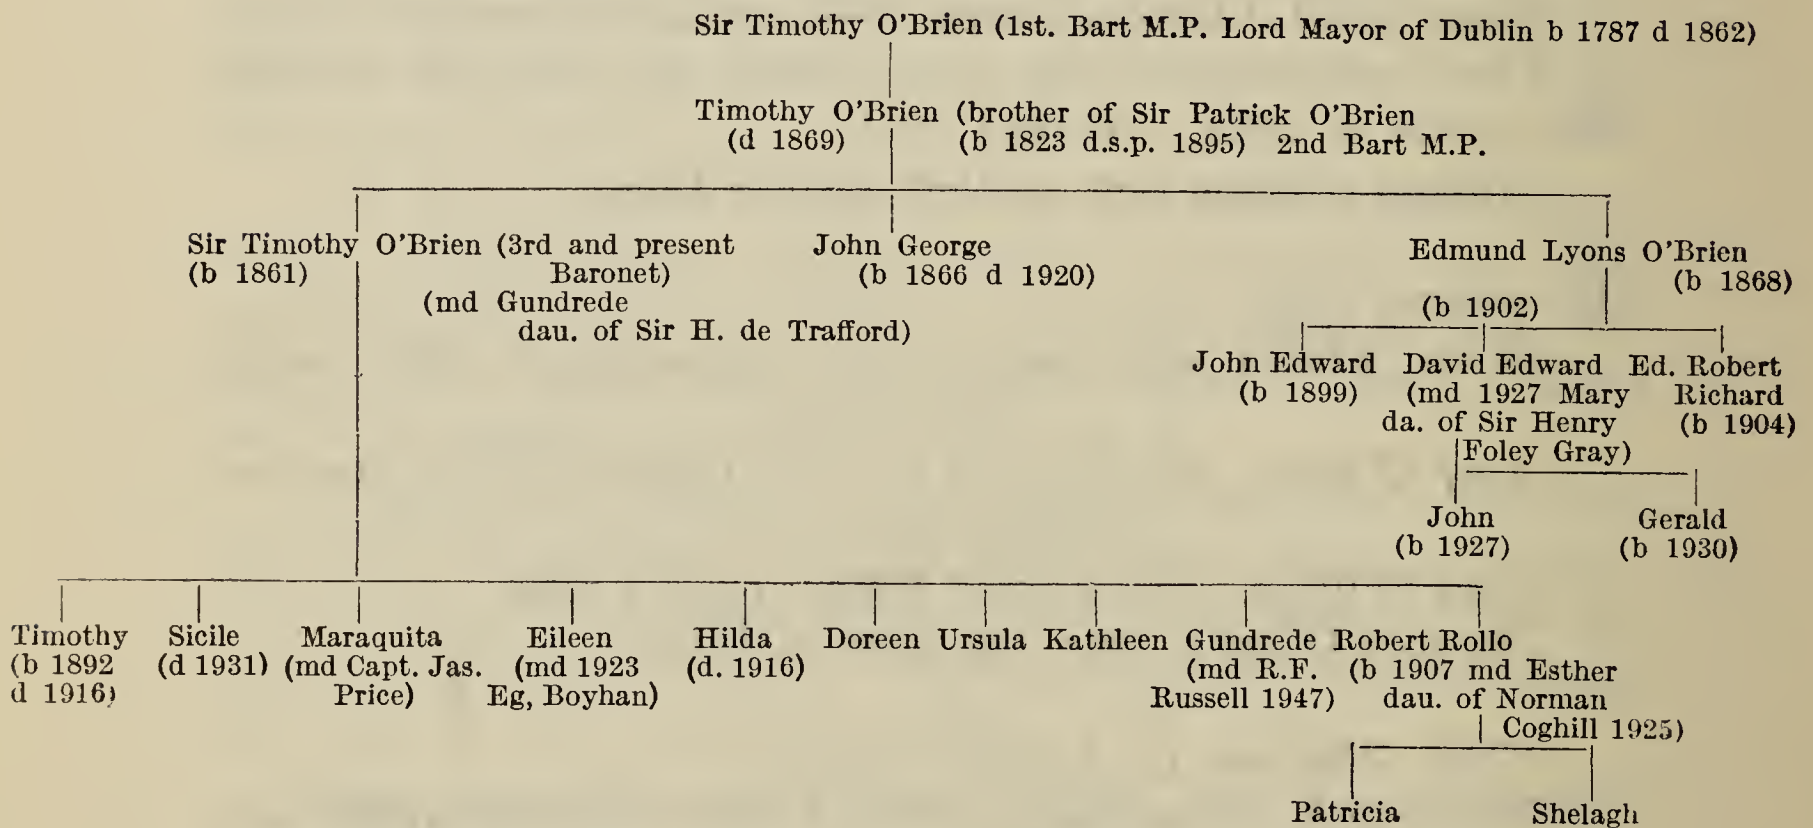 Sir Timothy O'Brien (1st. Bart M.P. Lord Mayor of Dublin b 1787 d 1862)
Timothy O'Brien (brother of Sir Patrick O'Brien
(d 1869) (b 1823 d.s.p. 1895) 2nd Bart M.P.
Sir Timothy O'Brien (3rd and present
(b 1861) Baronet)
(md Gundrede
dau. of Sir H. de Trafford)
John George
(b 1866 d 1920)
Edmund Lyons O'Brien
(b 1868)
(b 1902)
John Edward
(b 1899)
David Edward
(md 1927 Mary
da. of Sir Henry
Foley Gray)
Ed. Robert
Richard
(b 1904)
John
(b 1927)
Gerald
(b 1930)
Timothy
(b 1892
d 1916)
Sicile
(d 1931)
Maraquita
(md Capt. Jas.
Price)
Eileen
(md 1923
Eg, Boyhan)
Hilda
(d. 1916)
Doreen
Ursula
Kathleen
Gundrede
(md R.F.
Russell 1947)
Robert Rollo
(b 1907 md Esther
dau. of Norman
Coghill 1925)
Patricia
Shelagh